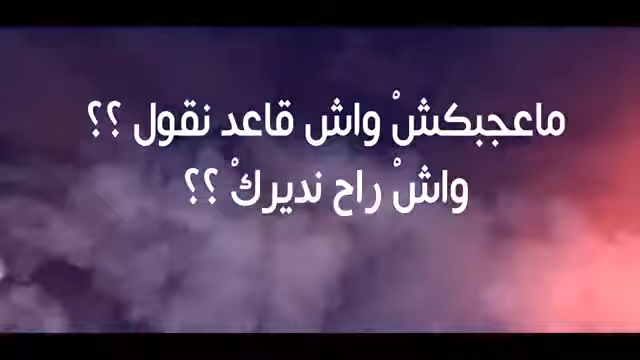 ماعجبكشْ واش قاعد نقول ؟؟
واشْ راح نديركْ ؟؟